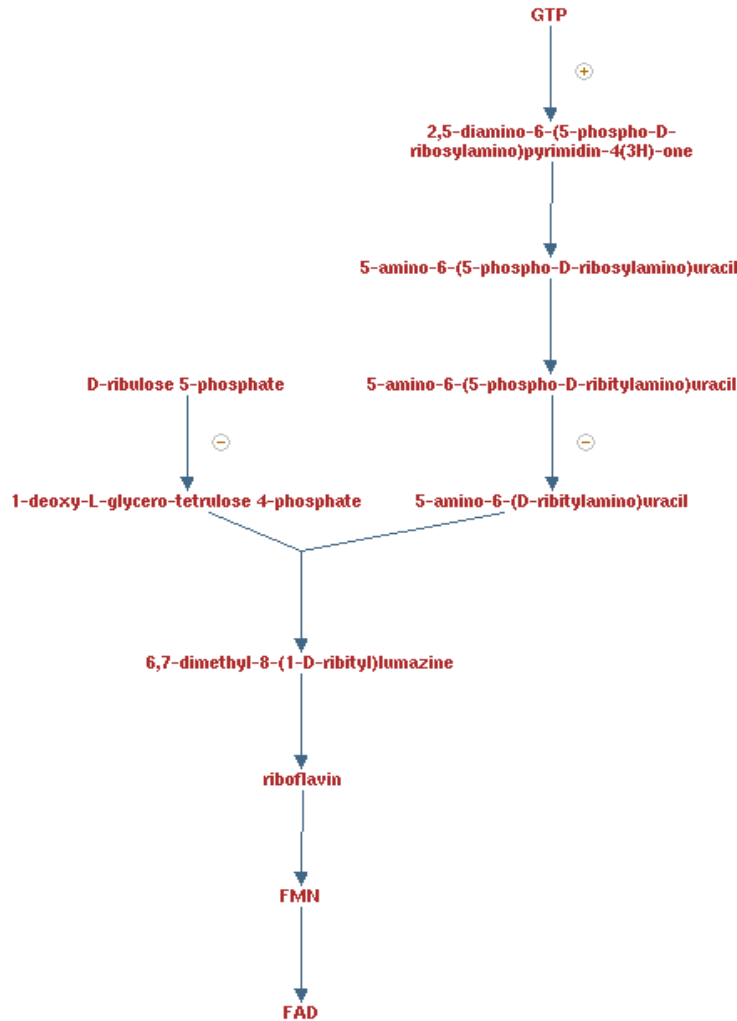 GTP
+
2,5-diamino-6-(5-phospho-D-
ribosylamino)pyrimidin-4(3H)-one
5-amino-6-(5-phospho-D-ribosylamino)uracil
D-ribulose 5-phosphate
5-amino-6-(5-phospho-D-ribitylamino)uracil
−
−
1-deoxy-L-glycero-tetrulose 4-phosphate
5-amino-6-(D-ribitylamino)uracil
6,7-dimethyl-8-(1-D-ribityl)lumazine
riboflavin
FMN
FAD